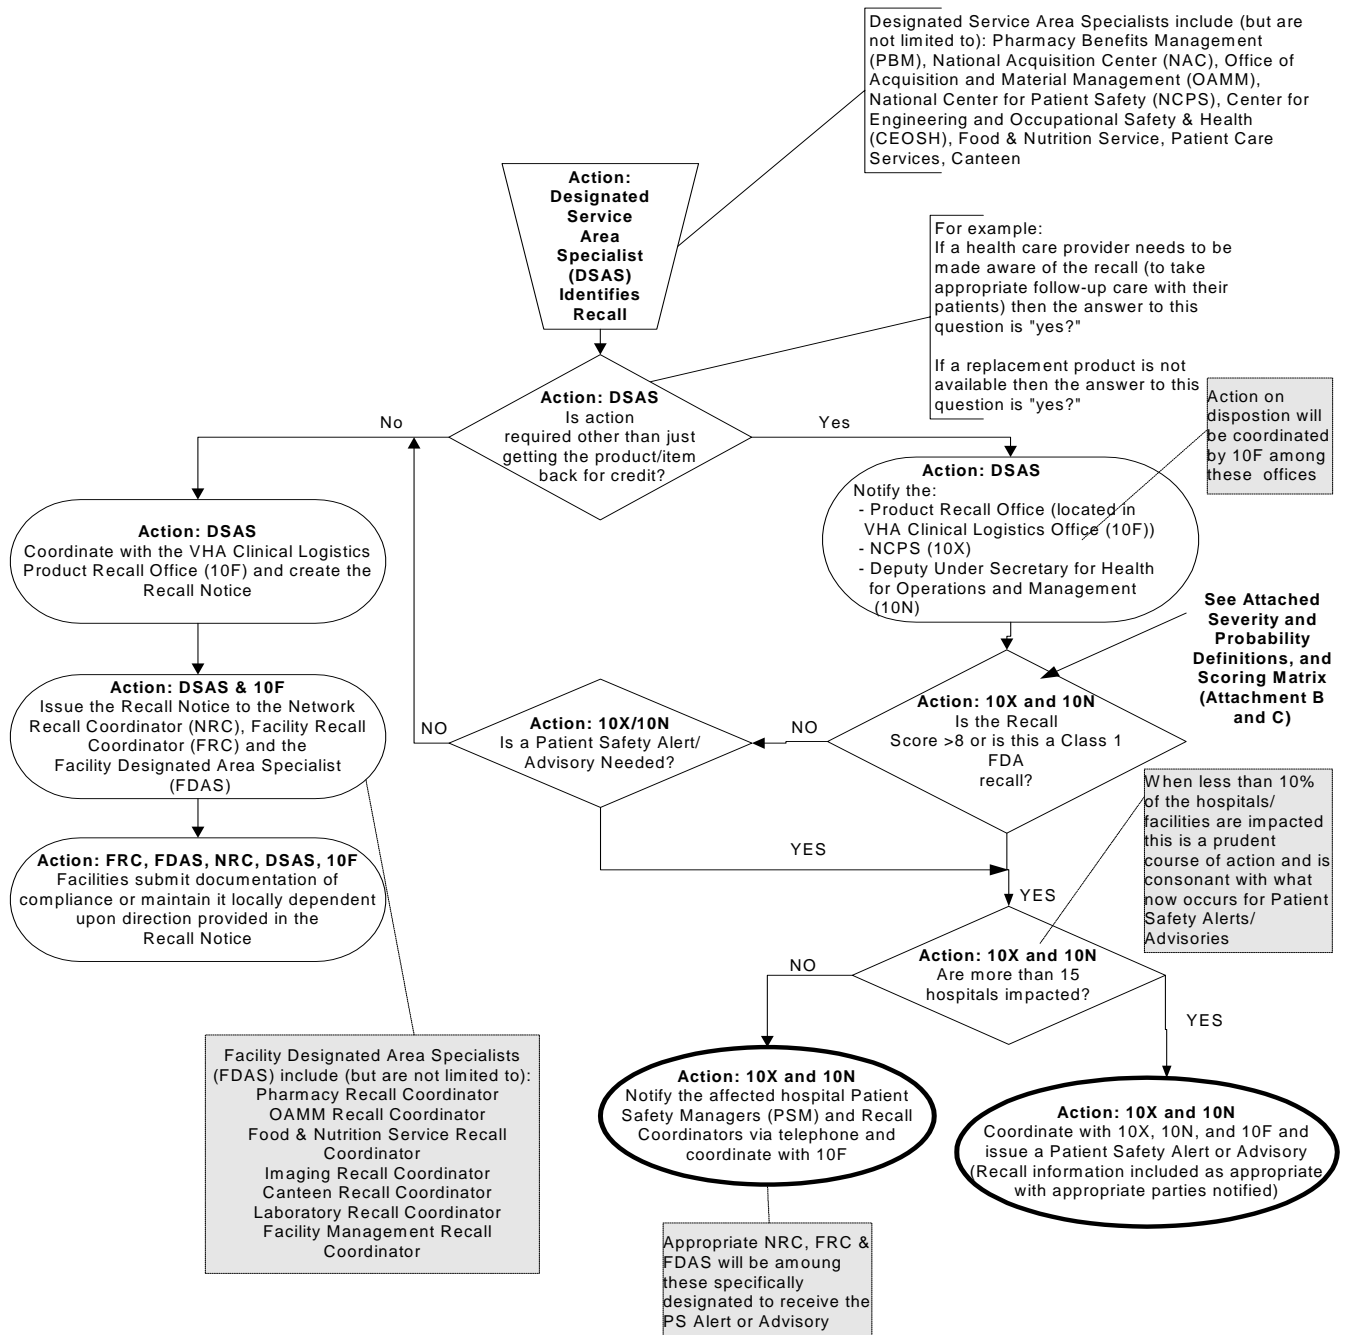 Designated Service Area Specialists include (but are
not limited to): Pharmacy Benefits Management
(PBM), National Acquisition Center (NAC), Office of
Acquisition and Material Management (OAMM),
National Center for Patient Safety (NCPS), Center for
Engineering and Occupational Safety & Health
(CEOSH), Food & Nutrition Service, Patient Care
Services, Canteen
Action:
Designated
Service
Area
Specialist
(DSAS)
Identifies
Recall
For example:
If a health care provider needs to be
made aware of the recall (to take
appropriate follow-up care with their
patients) then the answer to this
question is "yes?"
If a replacement product is not
available then the answer to this
question is "yes?"
Action on
dispostion will
be coordinated
by 10F among
these offices
Action: DSAS
Is action
required other than just
getting the product/item
back for credit?
No
Yes
Action: DSAS
Coordinate with the VHA Clinical Logistics
Product Recall Office (10F) and create the
Recall Notice
Action: DSAS
Notify the:
- Product Recall Office (located in
VHA Clinical Logistics Office (10F))
- NCPS (10X)
- Deputy Under Secretary for Health
for Operations and Management
(10N)
See Attached
Severity and
Probability
Definitions, and
Scoring Matrix
(Attachment B
and C)
Action: DSAS & 10F
Issue the Recall Notice to the Network
Recall Coordinator (NRC), Facility Recall
Coordinator (FRC) and the
Facility Designated Area Specialist
(FDAS)
NO
Action: 10X/10N
Is a Patient Safety Alert/
Advisory Needed?
NO
Action: 10X and 10N
Is the Recall
Score >8 or is this a Class 1
FDA
recall?
When less than 10%
of the hospitals/
facilities are impacted
this is a prudent
course of action and is
consonant with what
now occurs for Patient
Safety Alerts/
Advisories
YES
YES
Action: FRC, FDAS, NRC, DSAS, 10F
Facilities submit documentation of
compliance or maintain it locally dependent
upon direction provided in the
Recall Notice
Action: 10X and 10N
Are more than 15
hospitals impacted?
NO
YES
Facility Designated Area Specialists
(FDAS) include (but are not limited to):
Pharmacy Recall Coordinator
OAMM Recall Coordinator
Food & Nutrition Service Recall
Coordinator
Imaging Recall Coordinator
Canteen Recall Coordinator
Laboratory Recall Coordinator
Facility Management Recall
Coordinator
Action: 10X and 10N
Notify the affected hospital Patient
Safety Managers (PSM) and Recall
Coordinators via telephone and
coordinate with 10F
Action: 10X and 10N
Coordinate with 10X, 10N, and 10F and
issue a Patient Safety Alert or Advisory
(Recall information included as appropriate
with appropriate parties notified)
Appropriate NRC, FRC &
FDAS will be amoung
these specifically
designated to receive the
PS Alert or Advisory